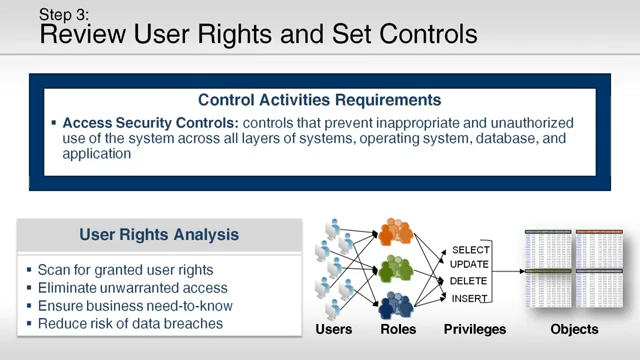 Step 3:
Review User Rights and Set Controls
Control Activities Requirements
▪ Access Security Controls: controls that prevent inappropriate and unauthorized
use of the system across all layers of systems, operating system, database, and
application
User Rights Analysis
▪ Scan for granted user rights
▪ Eliminate unwarranted access
▪ Ensure business need-to-know
▪ Reduce risk of data breaches
SELECT
UPDATE
DELETE
INSERT
Users
Roles
Privileges
Objects